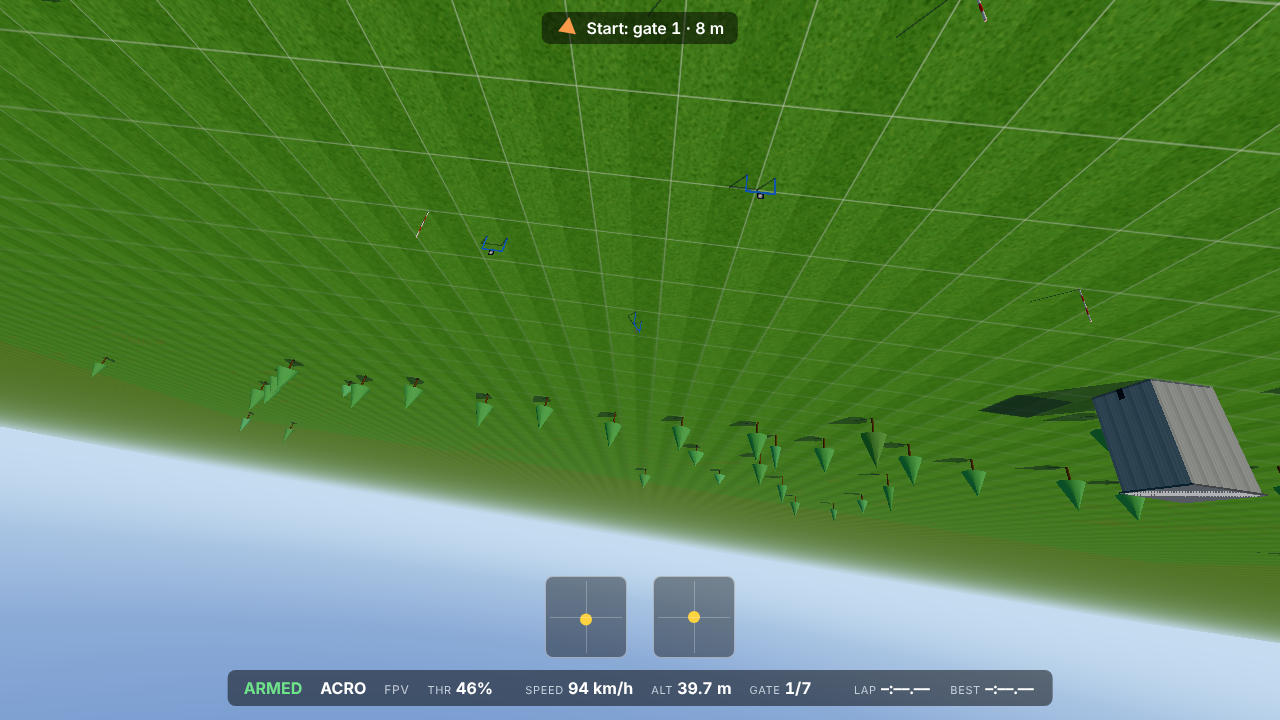 Start: gate 1 · 8 m
ARMED ACRO FPV THR 46% SPEED 94 km/h ALT 39.7 m GATE 1/7 LAP –:––.–– BEST –:––.––